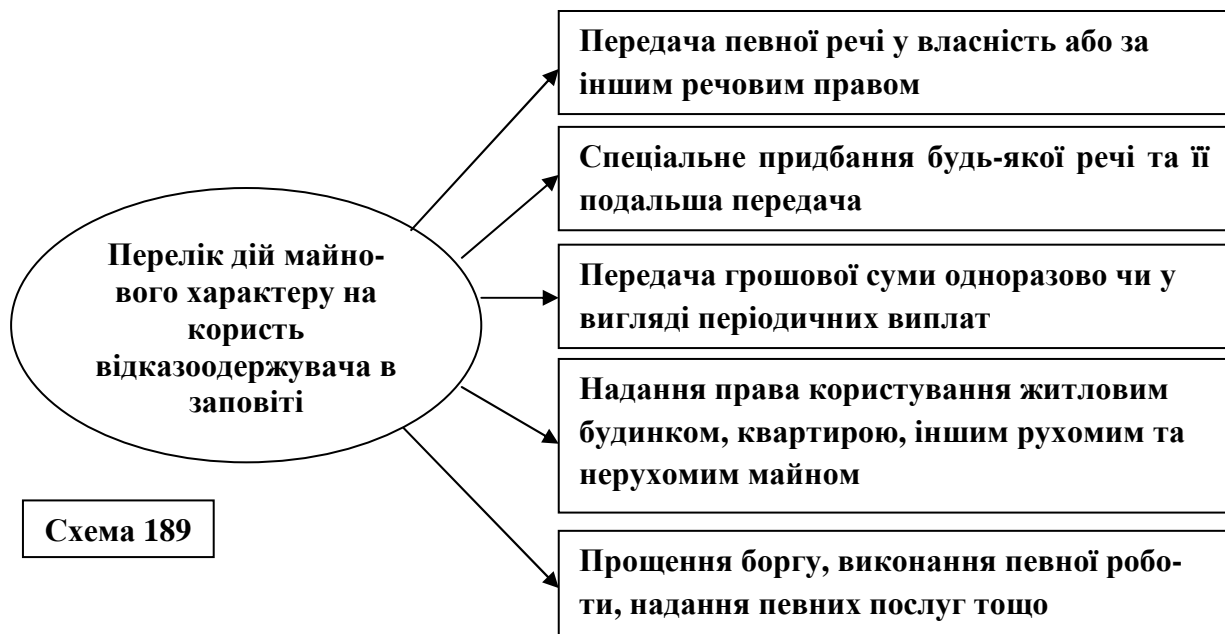 Перелік дій майно-
вого характеру на
користь
відказоодержувача в
заповіті
Передача певної речі у власність або за
іншим речовим правом
Спеціальне придбання будь-якої речі та її
подальша передача
Передача грошової суми одноразово чи у
вигляді періодичних виплат
Надання права користування житловим
будинком, квартирою, іншим рухомим та
нерухомим майном
Прощення боргу, виконання певної робо-
ти, надання певних послуг тощо
Схема 189